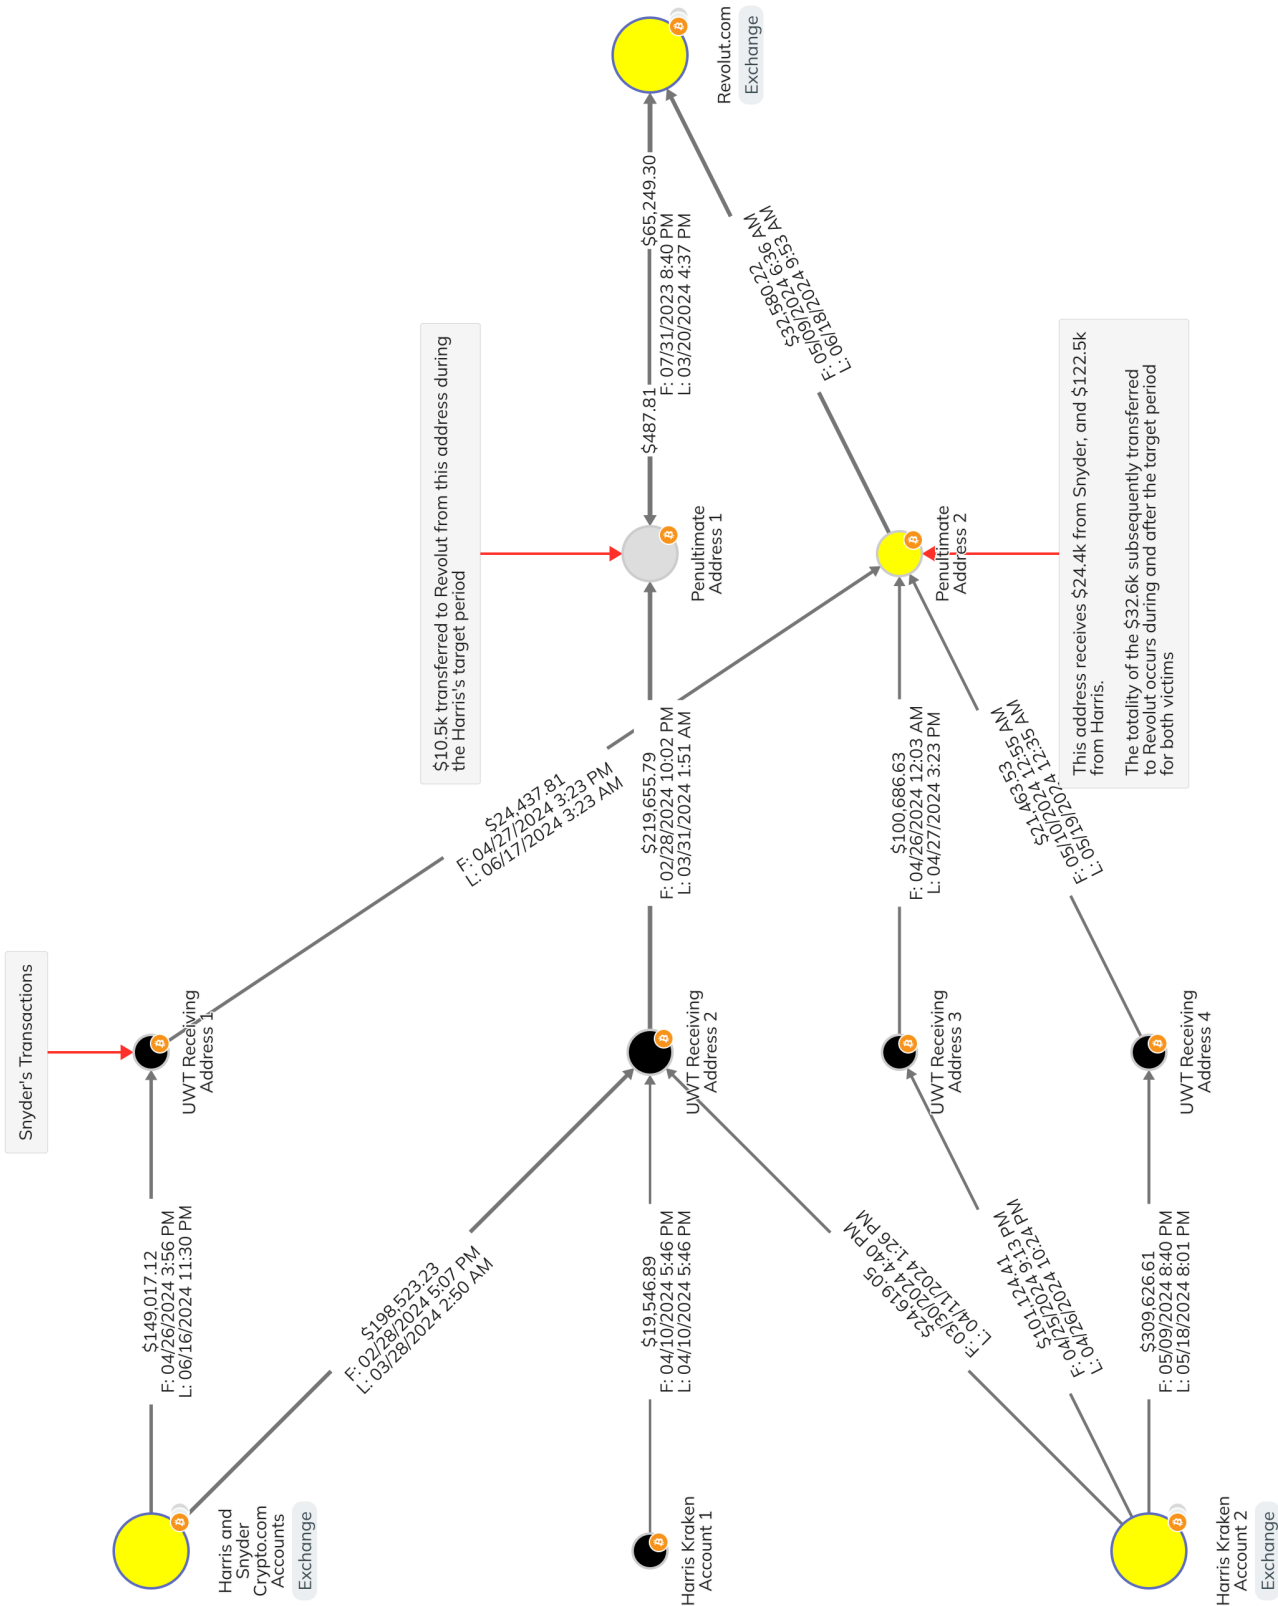 Harris and
Snyder
Crypto.com
Accounts
Exchange
$149,017.12
F: 04/26/2024 3:56 PM
L: 06/16/2024 11:30 PM
Snyder's Transactions
UWT Receiving
Address 1
$24,437.81
F: 04/27/2024 3:23 PM
L: 06/17/2024 3:23 AM
$198,523.23
F: 02/28/2024 5:07 PM
L: 03/28/2024 2:50 AM
Harris Kraken
Account 1
$19,546.89
F: 04/10/2024 5:46 PM
L: 04/10/2024 5:46 PM
UWT Receiving
Address 2
$219,655.79
F: 02/28/2024 10:02 PM
L: 03/31/2024 1:51 AM
$10.5k transferred to Revolut from this address during
the Harris's target period
Penultimate
Address 1
$487.81
$65,249.30
F: 07/31/2023 8:40 PM
L: 03/20/2024 4:37 PM
Revolut.com
Exchange
$24,619.05
F: 03/30/2024 4:40 PM
L: 04/11/2024 1:26 PM
$101,124.41
F: 04/25/2024 9:13 PM
L: 04/26/2024 10:24 PM
UWT Receiving
Address 3
$100,686.63
F: 04/26/2024 12:03 AM
L: 04/27/2024 3:23 PM
Penultimate
Address 2
$32,580.22
F: 05/09/2024 6:36 AM
L: 06/18/2024 9:53 AM
Harris Kraken
Account 2
Exchange
$309,626.61
F: 05/09/2024 8:40 PM
L: 05/18/2024 8:01 PM
UWT Receiving
Address 4
$21,463.53
F: 05/10/2024 12:55 AM
L: 05/19/2024 12:35 AM
This address receives $24.4k from Snyder, and $122.5k
from Harris.
The totality of the $32.6k subsequently transferred
to Revolut occurs during and after the target period
for both victims